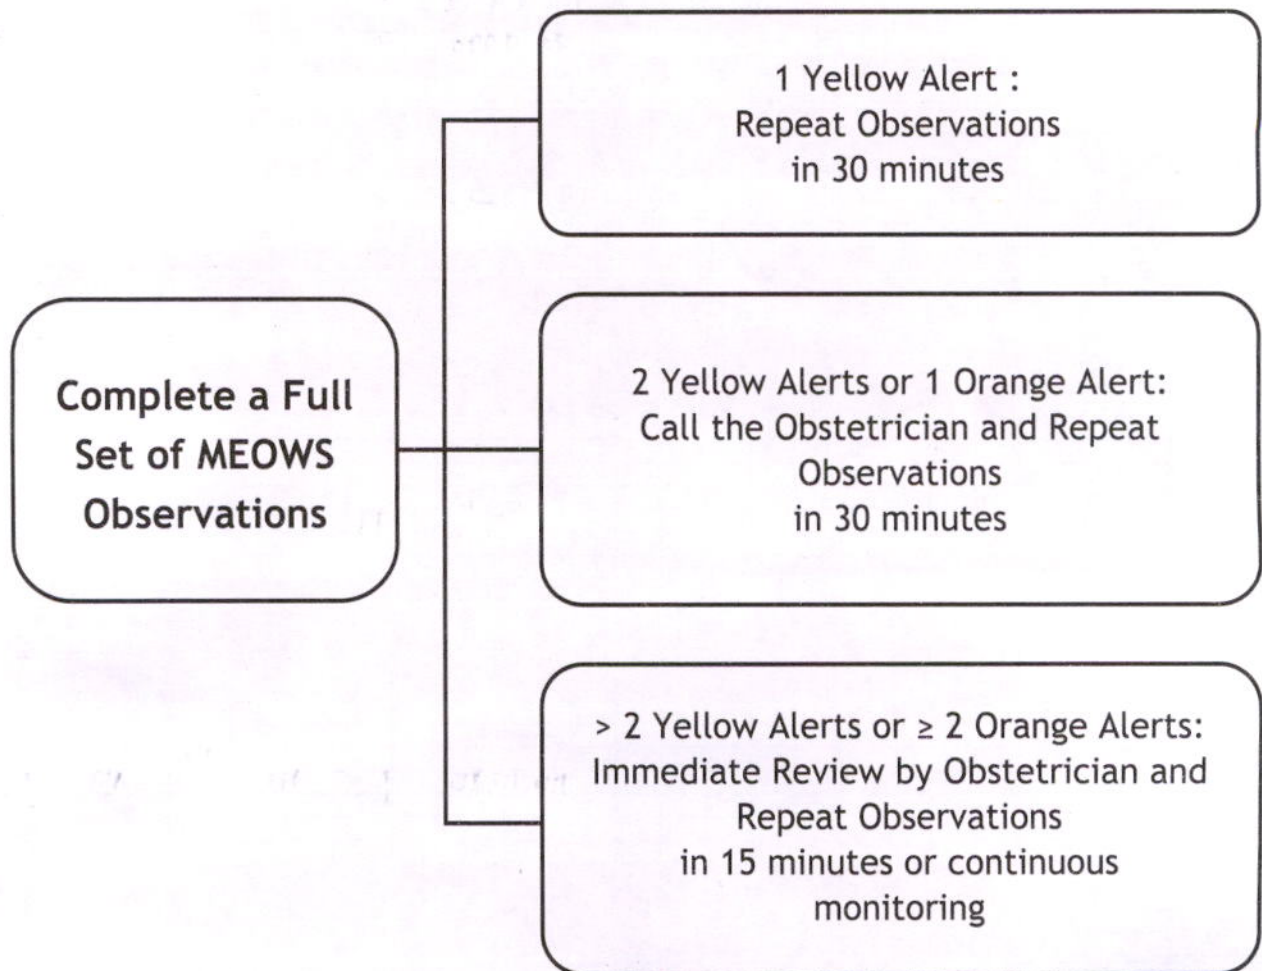 1 Yellow Alert :
Repeat Observations
in 30 minutes
Complete a Full
Set of MEOWS
Observations
2 Yellow Alerts or 1 Orange Alert:
Call the Obstetrician and Repeat
Observations
in 30 minutes
> 2 Yellow Alerts or ≥ 2 Orange Alerts:
Immediate Review by Obstetrician and
Repeat Observations
in 15 minutes or continuous
monitoring